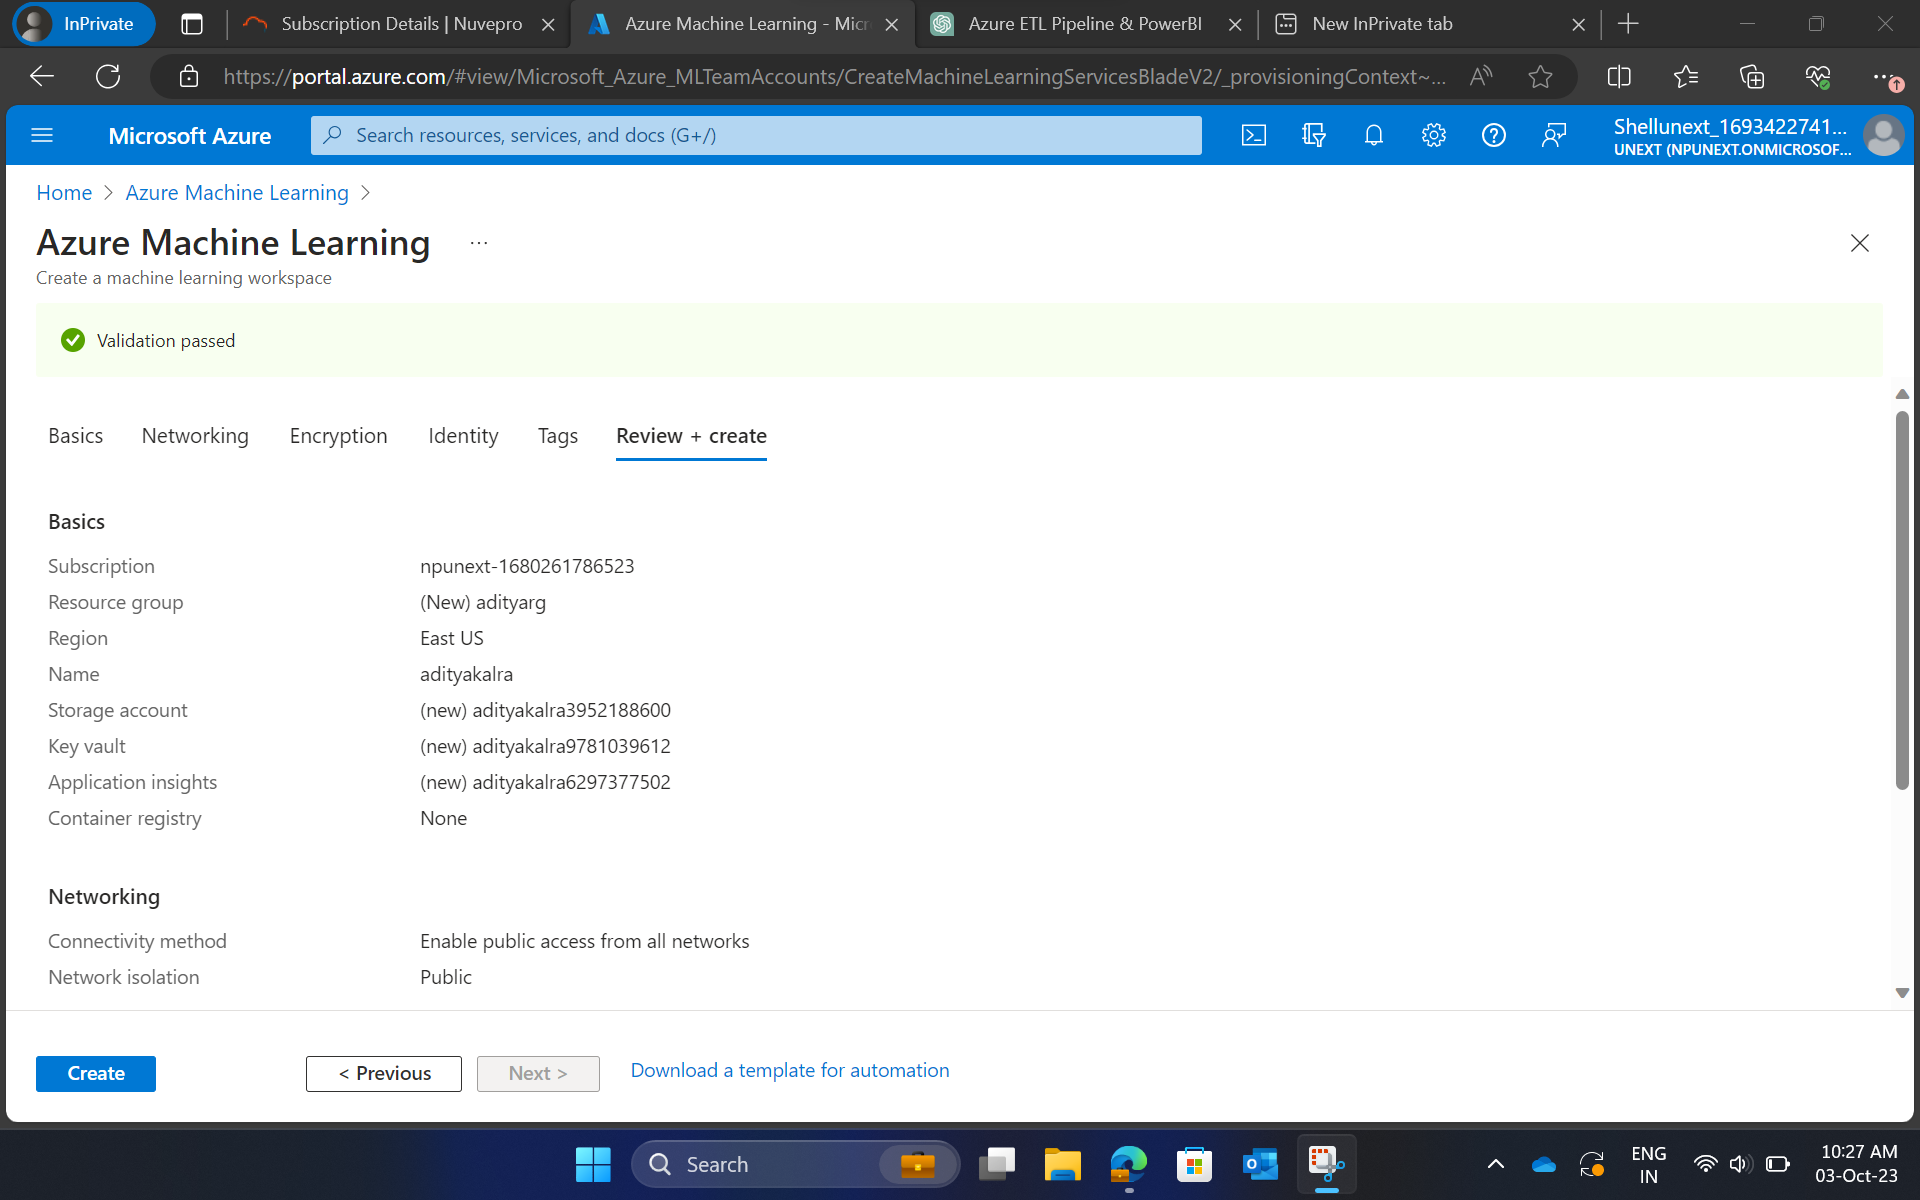 InPrivate
Subscription Details | Nuvepro
Azure Machine Learning - Micr
Azure ETL Pipeline & PowerBI
New InPrivate tab
https://portal.azure.com/#view/Microsoft_Azure_MLTeamAccounts/CreateMachineLearningServicesBladeV2/_provisioningContext~...
Microsoft Azure
Search resources, services, and docs (G+/)
Shellunext_1693422741...
UNEXT (NPUNEXT.ONMICROSOF...
Home > Azure Machine Learning >
Azure Machine Learning ...
Create a machine learning workspace
Validation passed
Basics Networking Encryption Identity Tags Review + create
Basics
Subscription npunext-1680261786523
Resource group (New) adityarg
Region East US
Name adityakalra
Storage account (new) adityakalra3952188600
Key vault (new) adityakalra9781039612
Application insights (new) adityakalra6297377502
Container registry None
Networking
Connectivity method Enable public access from all networks
Network isolation Public
Create < Previous Next > Download a template for automation
Search
ENG
IN
10:27 AM
03-Oct-23